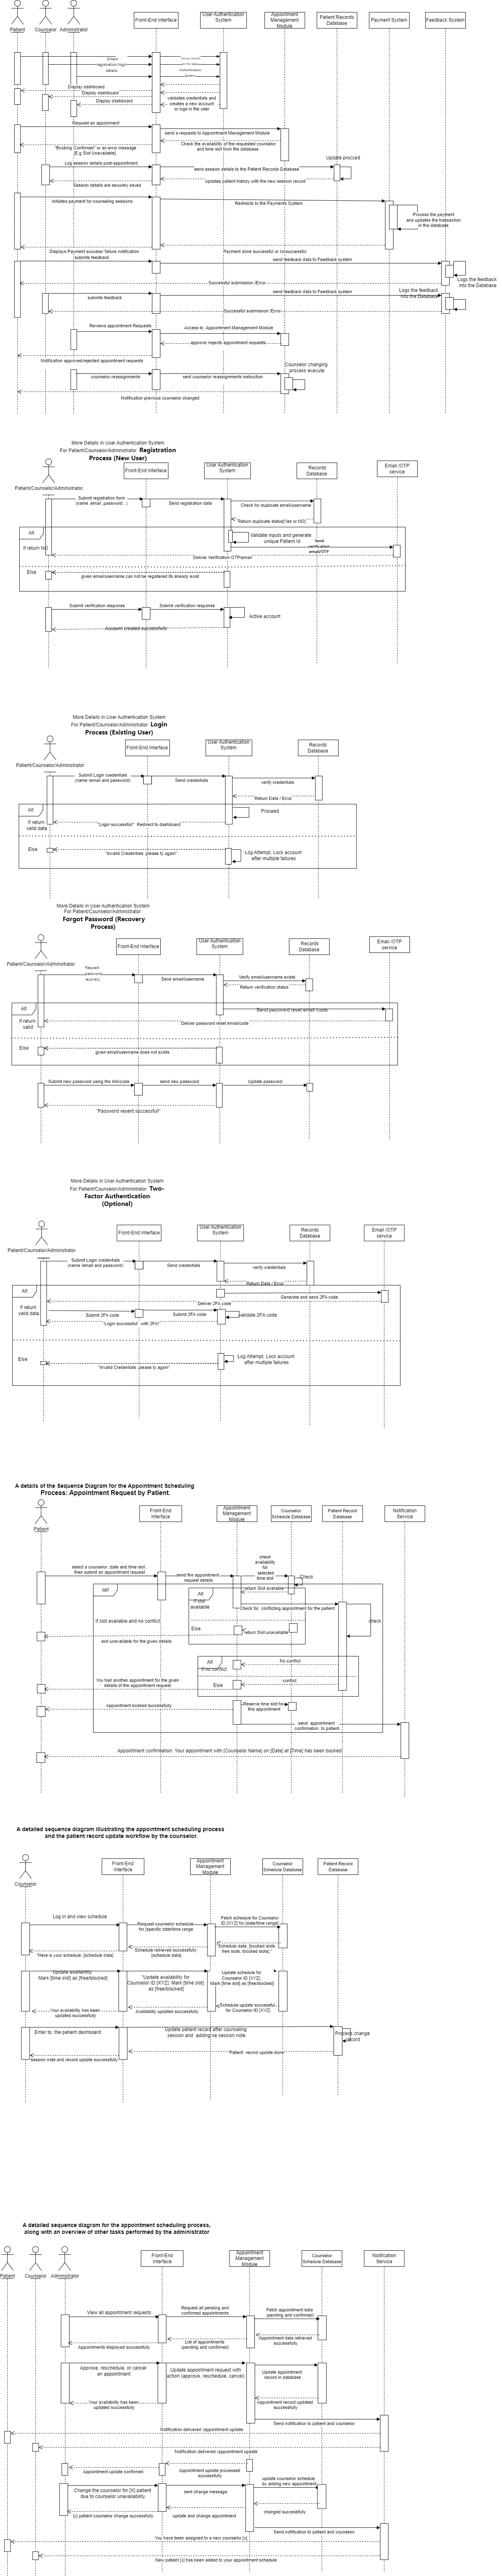 Patient
Counselor
Administrator
Front-End interface
User Authentication
System
Appointment
Management
Module
Patient Records
Database
Payment System
Feedback System
Enters
registration/login
details
Authentication
Display dashboard
Display dashboard
Display dashboard
validates credentials and
creates a new account
or logs in the user
Request an appoinment
send a requests to Appointment Management Module
Check the availability of the requested counselor
and time slot from the database
"Booking Confirmed" or an error message
[E.g Slot Unavailable]
Log session details post-appointment
send session details to the Patient Records Database
Update procced
updates patient history with the new session record
Session details are securely saved
Initiates payment for counseling sessions
Redirects to the Payments System
Process the payment
and updates the transaction
in the database
Payment done successful or Unsuccessful
Displays Payment success/ failure notification
submits feedback
send feedback data to Feedback system
Logs the feedback
into the Database
Successful submission /Error
submits feedback
send feedback data to Feedback system
Logs the feedback
into the Database
Successful submission /Error
Reviews appointment Requests
Access to Appointment Management Module
approve /rejects appointment requests
Notification approved/rejected appointment requests
counselor reassignments
sent counselor reassignments instruction
Counselor changing
process execute
Notification previous counselor changed
More Details in User Authentication System
For Patient/Counselor/Administrator Registration
Process (New User)
Patient/Counselor/Administrator
Front-End Interface
User Authentication
System
Records
Database
Email /OTP
service
Submit registration form
(name ,email ,password...)
Send registration data
Check for duplicate email/username
Return duplicate status[Yes or NO]
Alt
If return NO
Validate inputs and generate
unique Patient Id
Send
verification
email/OTP
Deliver Verification OTP/email
Else
given email/username can not be registered its already exist
Submit verification response
Submit verification response
Active account
Account created successfully
More Details in User Authentication System
For Patient/Counselor/Administrator Login
Process (Existing User)
Patient/Counselor/Administrator
Front-End Interface
User Authentication
System
Records
Database
Submit Login credentials
(name /email and password)
Send credentials
verify credentials
Return Data / Error
Alt
If return
valid data
Proceed
"Login successful!" Redirect to dashboard
Else
"Invalid Credentials ,please ty again"
Log Attempt, Lock account
after multiple failures
More Details in User Authentication System
For Patient/Counselor/Administrator
Forgot Password (Recovery
Process)
Patient/Counselor/Administrator
Front-End Interface
User Authentication
System
Records
Database
Email /OTP
service
Request
password
recovery
Send email/username
Verify email/username exists
Return verification status
Alt
If return
valid
Send password reset email /code
Deliver password reset email/code
Else
given email/username does not exists
Submit new password using the link/code
send new password
Update password
"Password resent successful!"
More Details in User Authentication System
For Patient/Counselor/Administrator Two-
Factor Authentication
(Optional)
Patient/Counselor/Administrator
Front-End Interface
User Authentication
System
Records
Database
Email /OTP
service
Submit Login credentials
(name /email and password)
Send credentials
verify credentials
Return Data / Error
Alt
If return
valid data
Generate and send 2FA code
Deliver 2FA code
Submit 2FA code
Submit 2FA code
validate 2FA code
"Login successful! with 2FA!"
Else
"Invalid Credentials ,please ty again"
Log Attempt, Lock account
after multiple failures
A details of the Sequence Diagram for the Appointment Scheduling
Process: Appointment Request by Patient.
Patient
Front-End
Interface
Appointment
Management
Module
Counselor
Schedule Database
Patient Record
Database
Notification
Service
select a counselor ,date and time slot ,
then submit an appointment request
send the appointment
request details
check
availability
for
selected
time slot
Check
return Slot available
Alt
If slot
available
Check for conflicting appointment for the patient
check
If slot available and no conflict
Else
return Slot unavailable
slot unavailable for the given details
Alt
If no conflict
No conflict
conflict
Else
You had another appointment for the given
details of the appointment request
Appointment booked successfully
Reserve time slot for
this appointment
send appointment
confirmation to patient
Appointment confirmation: Your appointment with [Counselor Name] on [Date] at [Time] has been booked
A detailed sequence diagram illustrating the appointment scheduling process
and the patient record update workflow by the counselor.
Counselor
Front-End
Interface
Appointment
Management
Module
Counselor
Schedule Database
Patient Record
Database
Log in and view schedule
Request counselor schedule
for [specific date/time range
Fetch schedule for Counselor
ID [XYZ] for [date/time range]
"Schedule data: [booked slots,
free slots, blocked slots]"
Schedule retrieved successfully
[schedule data]
"Here is your schedule: [schedule data]"
Update availability:
Mark [time slot] as [free/blocked]
"Update availability for
Counselor ID [XYZ]: Mark [time slot]
as [free/blocked]
Update schedule for
Counselor ID [XYZ]:
Mark [time slot] as [free/blocked]
Schedule update successful
for Counselor ID [XYZ]
Availability updated successfully
Your availability has been
updated successfully
Enter to the patient dashboard
Update patient record after counseling
session and adding ne session note
Process change
record
Patient record update done
session note and record update successfully
A detailed sequence diagram for the appointment scheduling process,
along with an overview of other tasks performed by the administrator
Patient
Counselor
Administrator
Front-End
Interface
Appointment
Management
Module
Counselor
Schedule Database
Notification
Service
View all appointment requests
Request all pending and
confirmed appointments.
Fetch appointment data
(pending and confirmed)
Appointment data retrieved
successfully.
List of appointments
(pending and confirmed)
Appointments displayed successfully
Approve, reschedule, or cancel
an appointment
Update appointment request with
action (approve, reschedule, cancel).
Update appointment
record in database
Appointment record updated
successfully
Your availability has been
updated successfully
Send notification to patient and counselor
Notification delivered (appointment update
Notification delivered (appointment update
Appointment update processed
successfully
Appointment update confirmed
Change the counselor for [X] patient
due to counselor unavailability.
sent change message
update counselor schedule
by adding new appointment
changed successfully
update and change appointment
[x] patient counselor change successfully
Send notification to patient and counselor
You have been assigned to a new counselor [x]
New patient [x] has been added to your appointment schedule